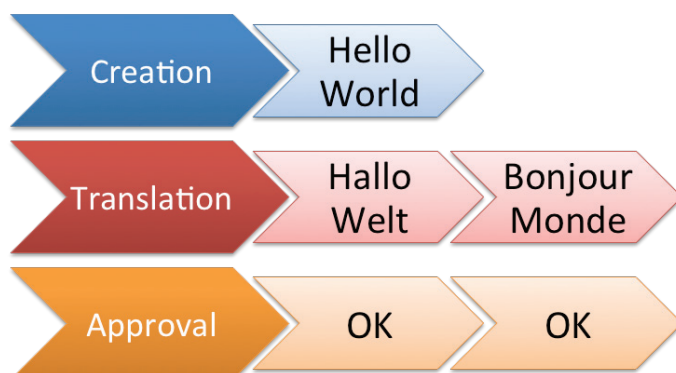 Creation
Hello
World
Translation
Hallo
Welt
Bonjour
Monde
Approval
OK
OK